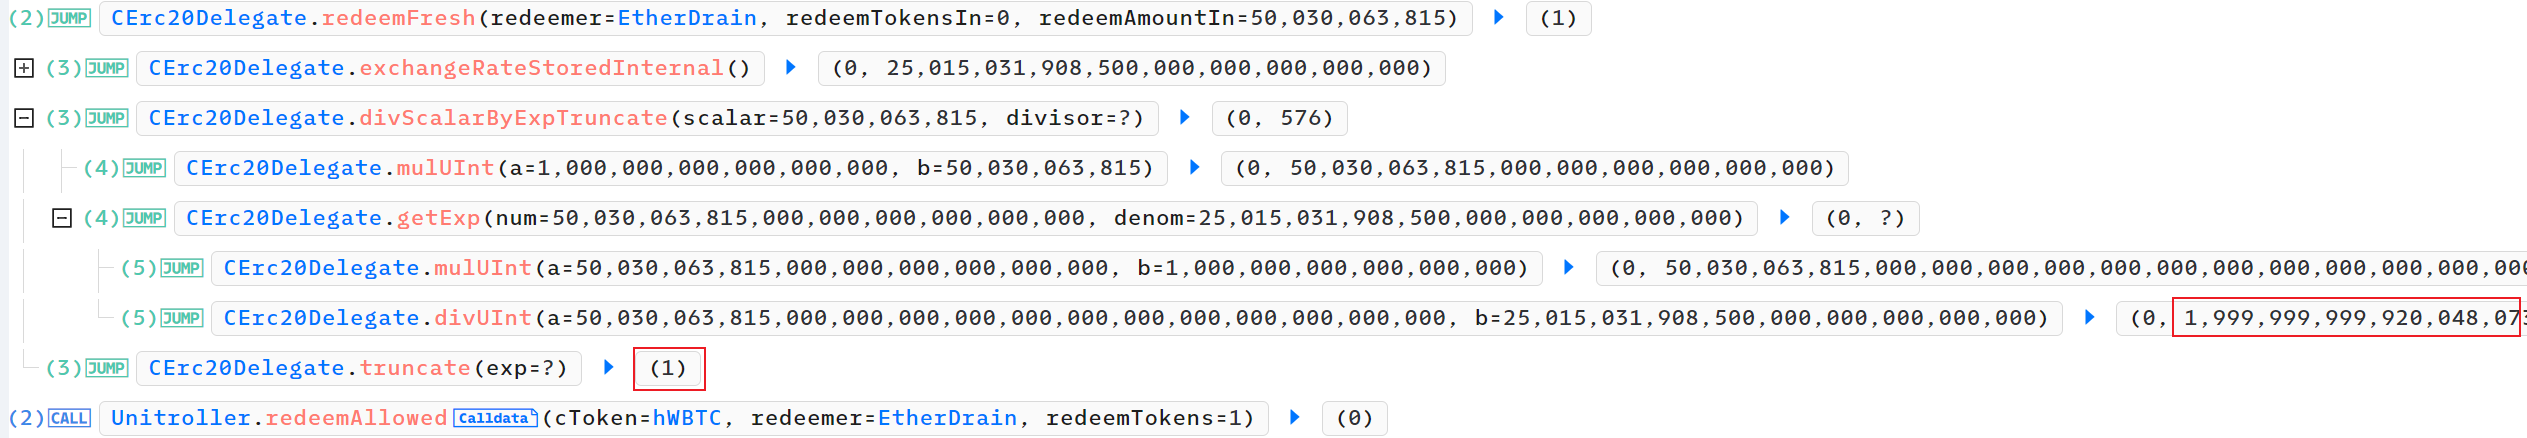 (2) JUMP CErc20Delegate.redeemFresh(redeemer=EtherDrain, redeemTokensIn=0, redeemAmountIn=50,030,063,815) (1)
(3) JUMP CErc20Delegate.exchangeRateStoredInternal() (0, 25,015,031,908,500,000,000,000,000,000)
(3) JUMP CErc20Delegate.divScalarByExpTruncate(scalar=50,030,063,815, divisor=?) (0, 576)
(4) JUMP CErc20Delegate.mulUInt(a=1,000,000,000,000,000,000, b=50,030,063,815) (0, 50,030,063,815,000,000,000,000,000,000)
(4) JUMP CErc20Delegate.getExp(num=50,030,063,815,000,000,000,000,000,000, denom=25,015,031,908,500,000,000,000,000,000) (0, ?)
(5) JUMP CErc20Delegate.mulUInt(a=50,030,063,815,000,000,000,000,000,000, b=1,000,000,000,000,000,000) (0, 50,030,063,815,000,000,000,000,000,000,000,000,000,000,000,000
(5) JUMP CErc20Delegate.divUInt(a=50,030,063,815,000,000,000,000,000,000,000,000,000,000,000,000, b=25,015,031,908,500,000,000,000,000,000) (0, 1,999,999,999,920,048,073
(3) JUMP CErc20Delegate.truncate(exp=?) (1)
(2) CALL Unitroller.redeemAllowed Calldata (cToken=hWBTC, redeemer=EtherDrain, redeemTokens=1) (0)